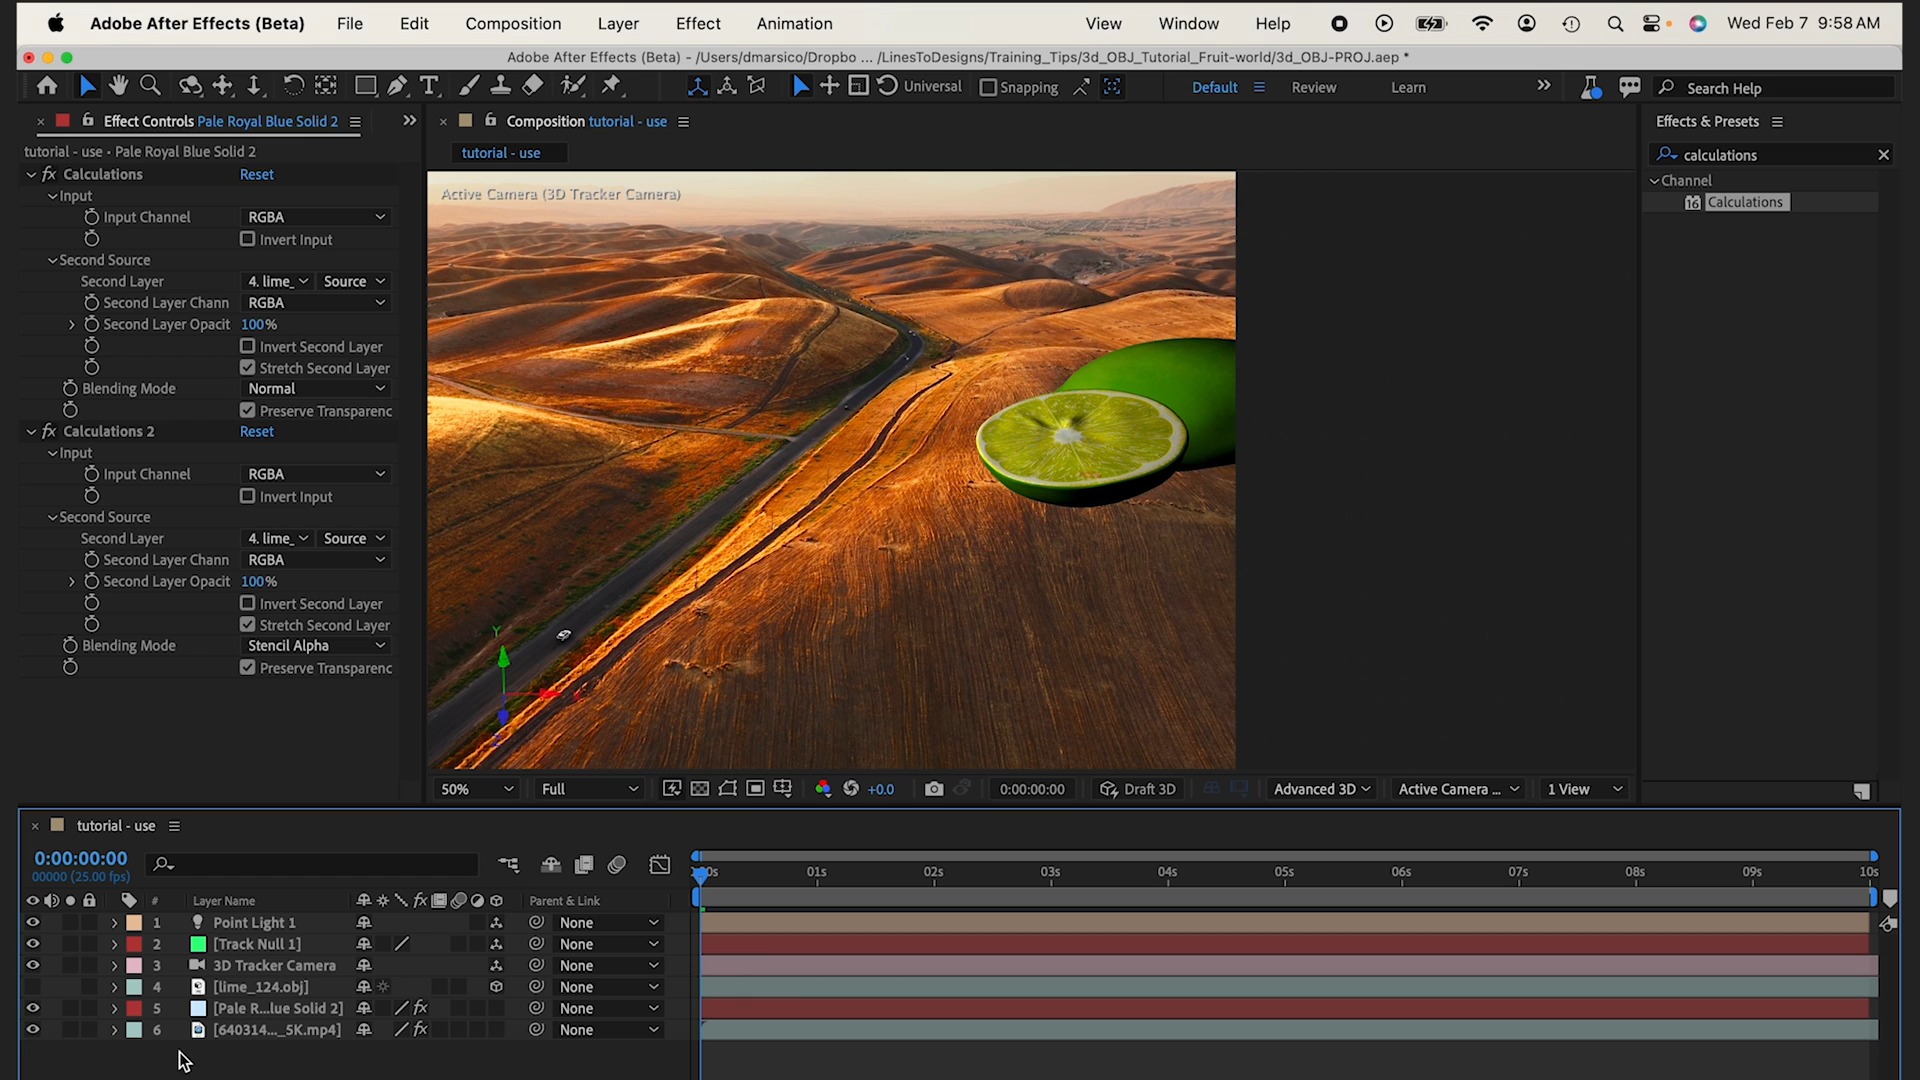 Adobe After Effects (Beta) File Edit Composition Layer Effect Animation View Window Help Wed Feb 7 9:58 AM
Adobe After Effects (Beta) - /Users/dmarsico/Dropbo ... /LinesToDesigns/Training_Tips/3d_OBJ_Tutorial_Fruit-world/3d_OBJ-PROJ.aep *
Universal Snapping Default Review Learn Search Help
Effect Controls Pale Royal Blue Solid 2
Composition tutorial - use
Effects & Presets
tutorial - use • Pale Royal Blue Solid 2
tutorial - use
calculations
fx Calculations Reset
Channel
Input
16 Calculations
Active Camera (3D Tracker Camera)
Input Channel RGBA
Invert Input
Second Source
Second Layer 4. lime_ Source
Second Layer Chann RGBA
Second Layer Opacit 100%
Invert Second Layer
Stretch Second Layer
Blending Mode Normal
Preserve Transparenc
fx Calculations 2 Reset
Input
Input Channel RGBA
Invert Input
Second Source
Second Layer 4. lime_ Source
Second Layer Chann RGBA
Second Layer Opacit 100%
Invert Second Layer
Stretch Second Layer
Blending Mode Stencil Alpha
Preserve Transparenc
Y
50% Full +0.0 0:00:00:00 Draft 3D Advanced 3D Active Camera ... 1 View
tutorial - use
0:00:00:00
00000 (25.00 fps)
00s 01s 02s 03s 04s 05s 06s 07s 08s 09s 10s
# Layer Name fx Parent & Link
1 Point Light 1 None
2 [Track Null 1] None
3 3D Tracker Camera None
4 [lime_124.obj] None
5 [Pale R...lue Solid 2] fx None
6 [640314..._5K.mp4] fx None